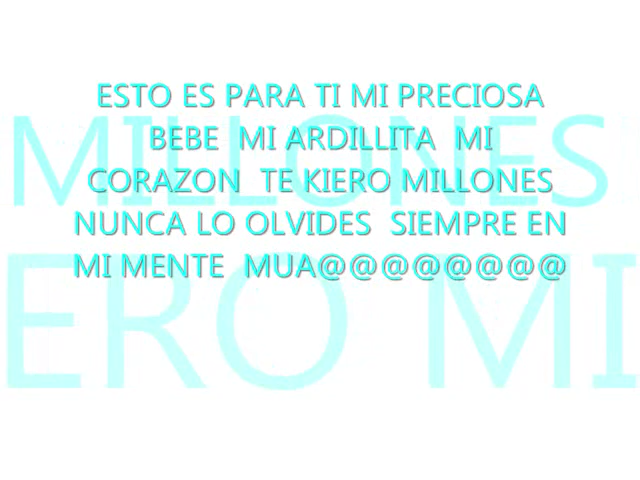 ESTO ES PARA TI MI PRECIOSA
BEBE MI ARDILLITA MI
CORAZON TE KIERO MILLONES
NUNCA LO OLVIDES SIEMPRE EN
MI MENTE MUA@@@@@@@@
MILLONES
ERO MI